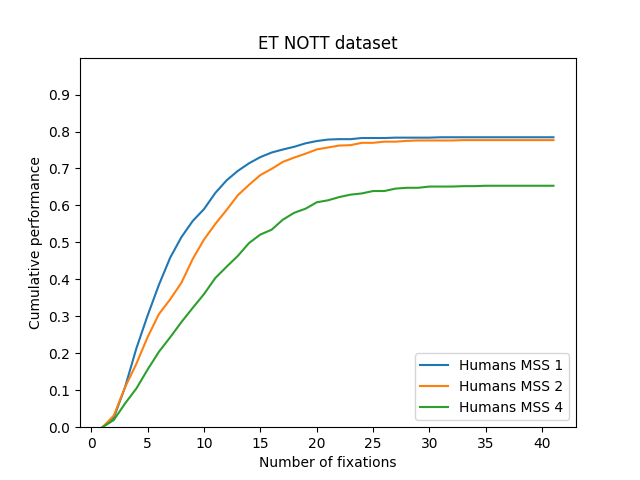 ET NOTT dataset
Cumulative performance
0.9
0.8
0.7
0.6
0.5
0.4
0.3
0.2
0.1
0.0
Humans MSS 1
Humans MSS 2
Humans MSS 4
0 5 10 15 20 25 30 35 40
Number of fixations